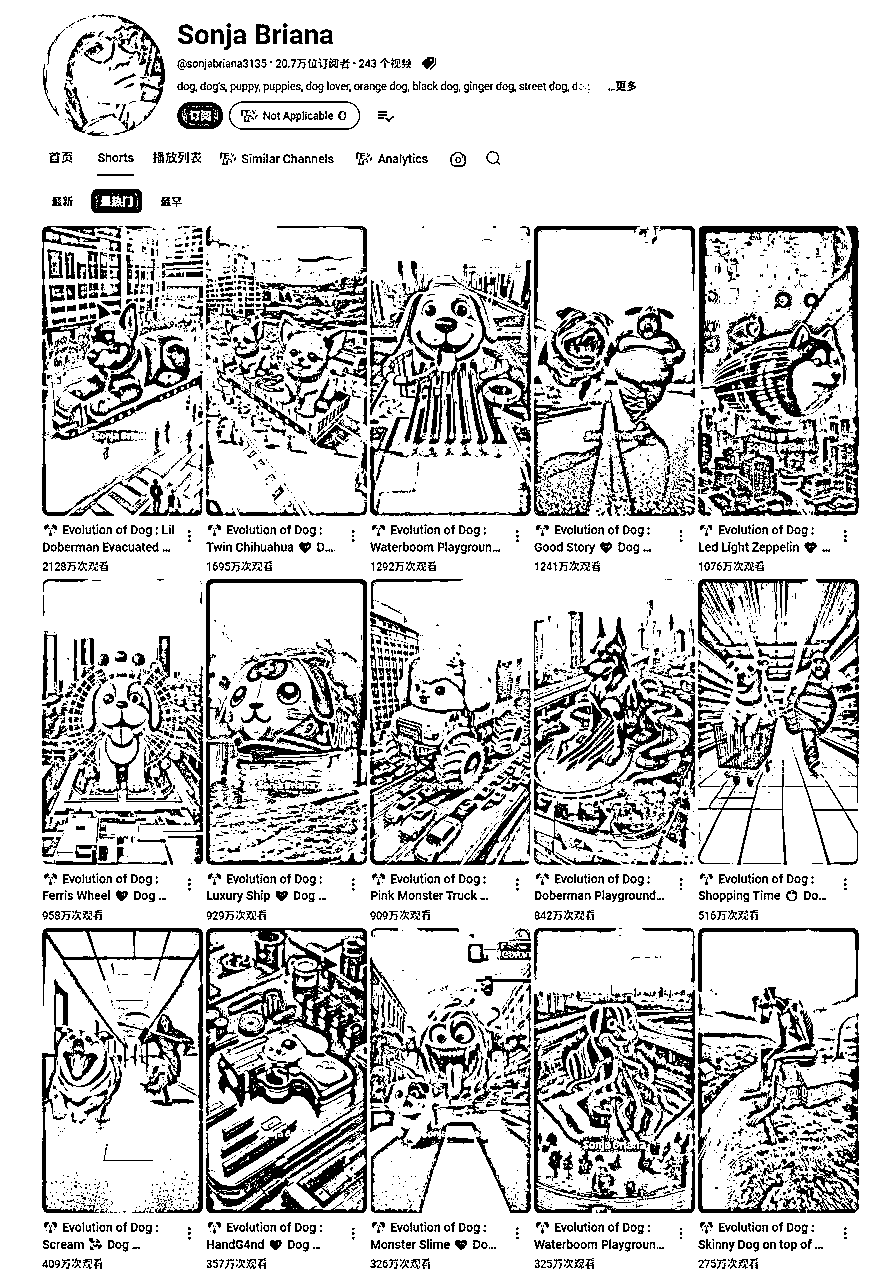 Sonja Briana
@sonjabriana3135 · 20.7万位订阅者 · 243 个视频
dog, dog's, puppy, puppies, dog lover, orange dog, black dog, ginger dog, street dog, d ...更多
订阅 Not Applicable
首页 Shorts 播放列表 Similar Channels Analytics
最新 最热门 最早
Evolution of Dog : Lil Doberman Evacuated ...
2128万次观看
Evolution of Dog : Twin Chihuahua 🖤 D...
1695万次观看
Evolution of Dog : Waterboom Playgroun...
1292万次观看
Evolution of Dog : Good Story 🖤 Dog ...
1241万次观看
Evolution of Dog : Led Light Zeppelin 🖤 ...
1076万次观看
Evolution of Dog : Ferris Wheel 🖤 Dog ...
958万次观看
Evolution of Dog : Luxury Ship 🖤 Dog ...
929万次观看
Evolution of Dog : Pink Monster Truck ...
909万次观看
Evolution of Dog : Doberman Playground...
842万次观看
Evolution of Dog : Shopping Time Do...
516万次观看
Sonja Briana
Evolution of Dog : Scream Dog ...
409万次观看
Evolution of Dog : HandG4nd 🖤 Dog ...
357万次观看
Evolution of Dog : Monster Slime 🖤 Do...
326万次观看
Evolution of Dog : Waterboom Playgroun...
325万次观看
Evolution of Dog : Skinny Dog on top of ...
275万次观看